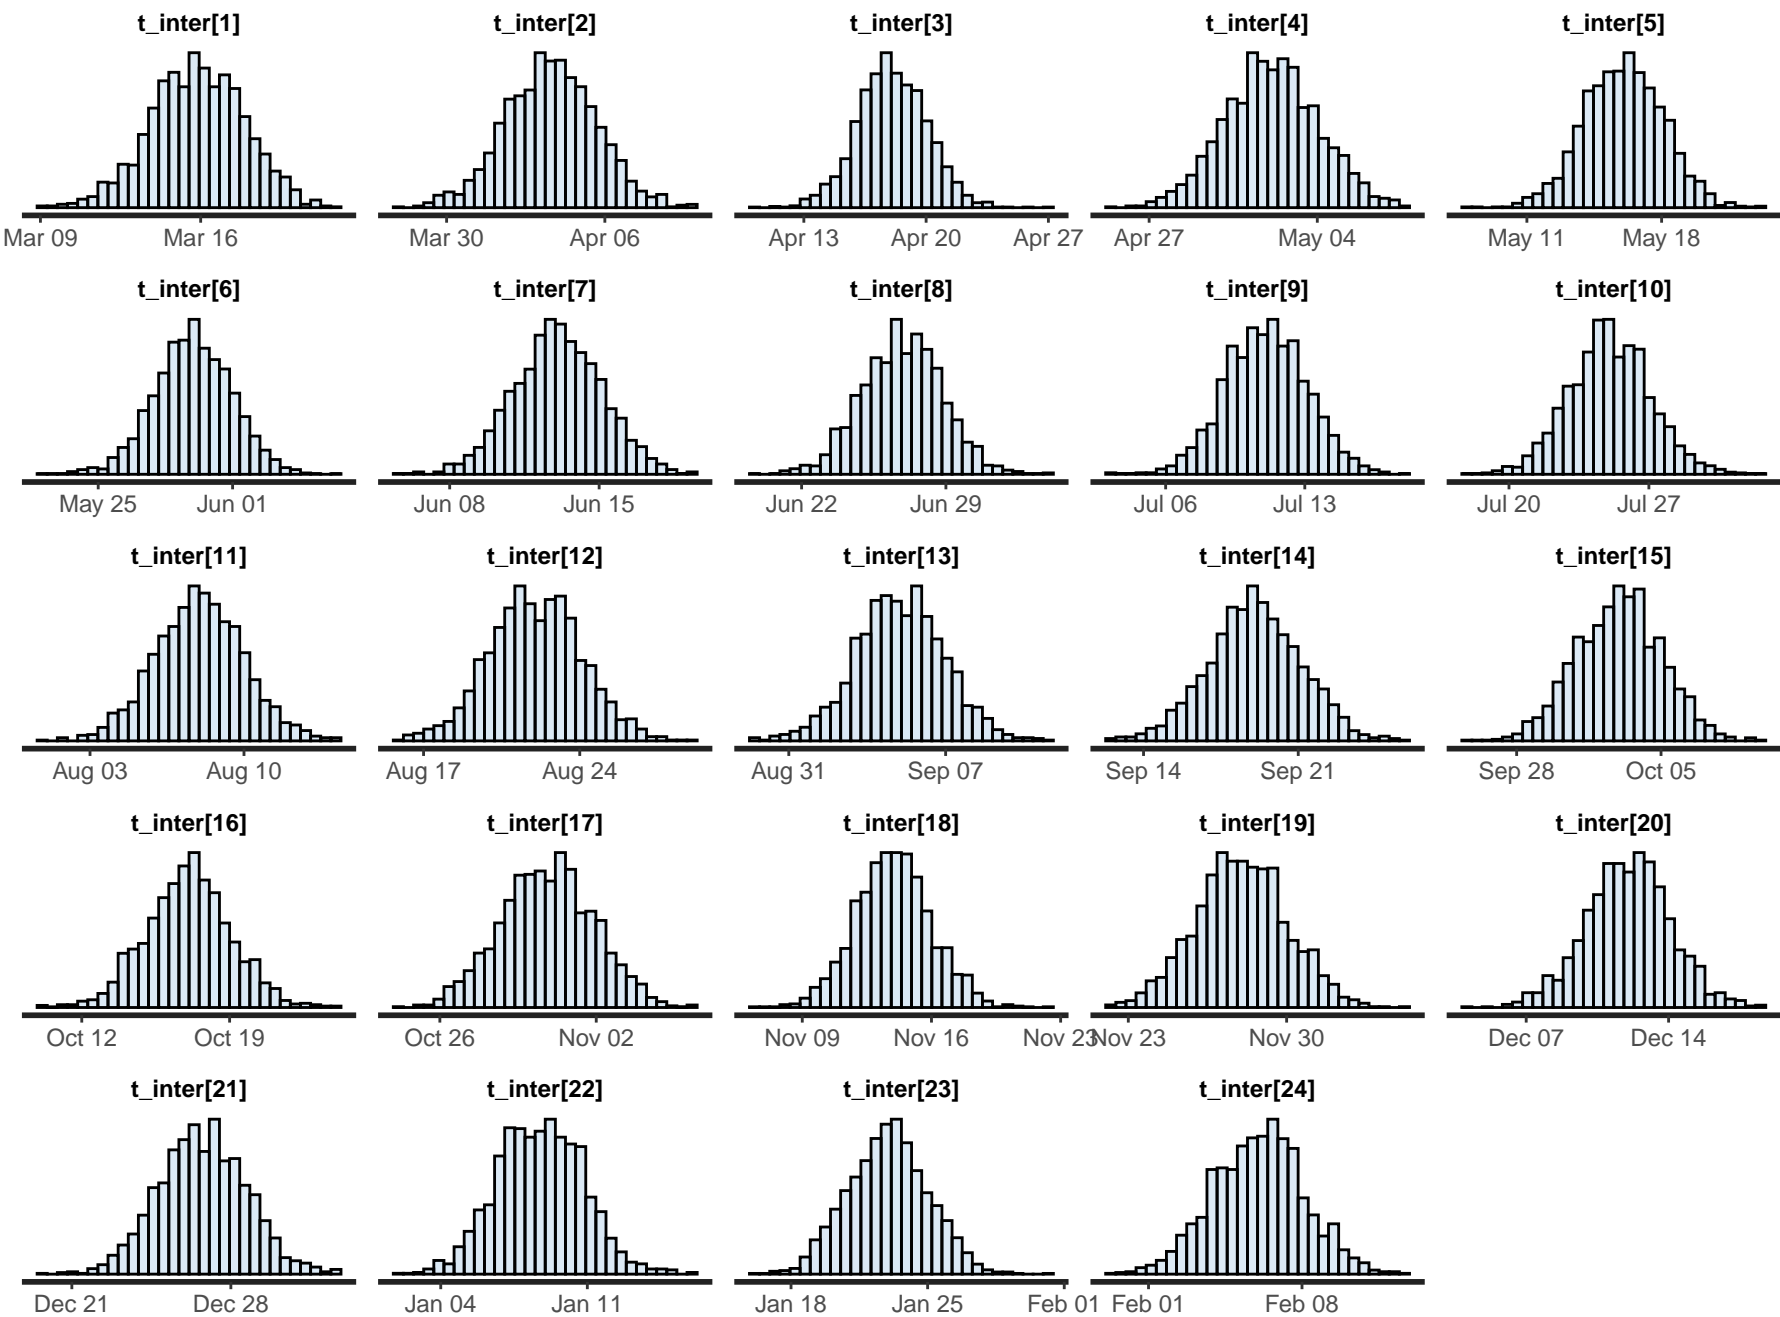 t_inter[1] t_inter[2] t_inter[3] t_inter[4] t_inter[5]
Mar 09 Mar 16 Mar 30 Apr 06 Apr 13 Apr 20 Apr 27 Apr 27 May 04 May 11 May 18
t_inter[6] t_inter[7] t_inter[8] t_inter[9] t_inter[10]
May 25 Jun 01 Jun 08 Jun 15 Jun 22 Jun 29 Jul 06 Jul 13 Jul 20 Jul 27
t_inter[11] t_inter[12] t_inter[13] t_inter[14] t_inter[15]
Aug 03 Aug 10 Aug 17 Aug 24 Aug 31 Sep 07 Sep 14 Sep 21 Sep 28 Oct 05
t_inter[16] t_inter[17] t_inter[18] t_inter[19] t_inter[20]
Oct 12 Oct 19 Oct 26 Nov 02 Nov 09 Nov 16 Nov 23 Nov 23 Nov 30 Dec 07 Dec 14
t_inter[21] t_inter[22] t_inter[23] t_inter[24]
Dec 21 Dec 28 Jan 04 Jan 11 Jan 18 Jan 25 Feb 01 Feb 01 Feb 08